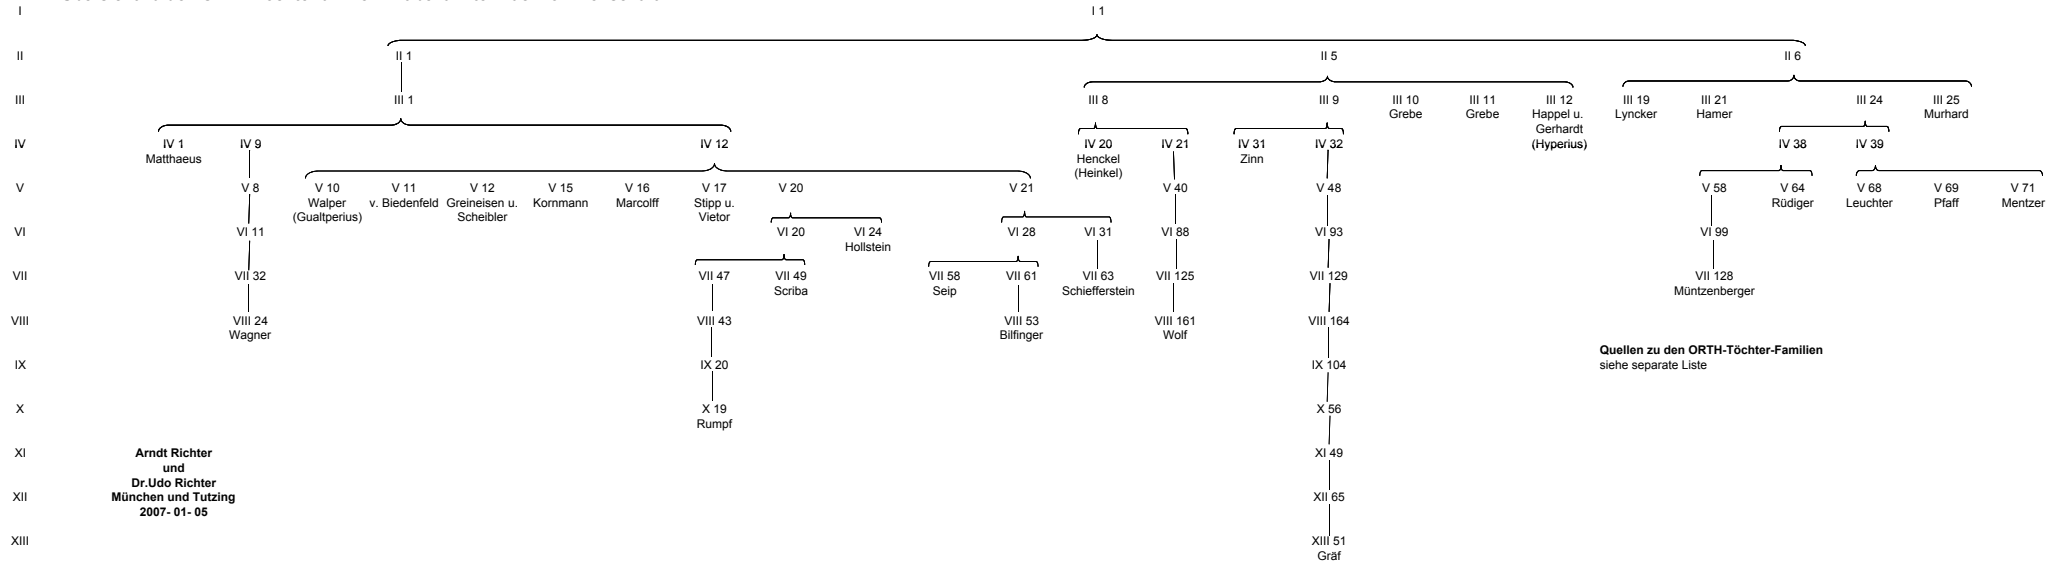 I I 1
II II 1 II 5 II 6
III III 1 III 8 III 9 III 10 III 11 III 12 III 19 III 21 III 24 III 25
Grebe Grebe Happel u. Lyncker Hamer Murhard
Gerhardt
IV IV 1 IV 9 IV 12 IV 20 IV 21 IV 31 IV 32 (Hyperius) IV 38 IV 39
Matthaeus Henckel Zinn
(Heinkel)
V V 8 V 10 V 11 V 12 V 15 V 16 V 17 V 20 V 21 V 40 V 48 V 58 V 64 V 68 V 69 V 71
Walper v. Biedenfeld Greineisen u. Kornmann Marcolff Stipp u. Rüdiger Leuchter Pfaff Mentzer
(Gualtperius) Scheibler Vietor
VI VI 11 VI 20 VI 24 VI 28 VI 31 VI 88 VI 93 VI 99
Hollstein
VII VII 32 VII 47 VII 49 VII 58 VII 61 VII 63 VII 125 VII 129 VII 128
Scriba Seip Schiefferstein Müntzenberger
VIII VIII 24 VIII 43 VIII 53 VIII 161 VIII 164
Wagner Bilfinger Wolf
Quellen zu den ORTH-Töchter-Familien
IX IX 20 IX 104 siehe separate Liste
X X 19 X 56
Rumpf
XI Arndt Richter XI 49
und
Dr.Udo Richter
XII München und Tutzing XII 65
2007- 01- 05
XIII XIII 51
Gräf